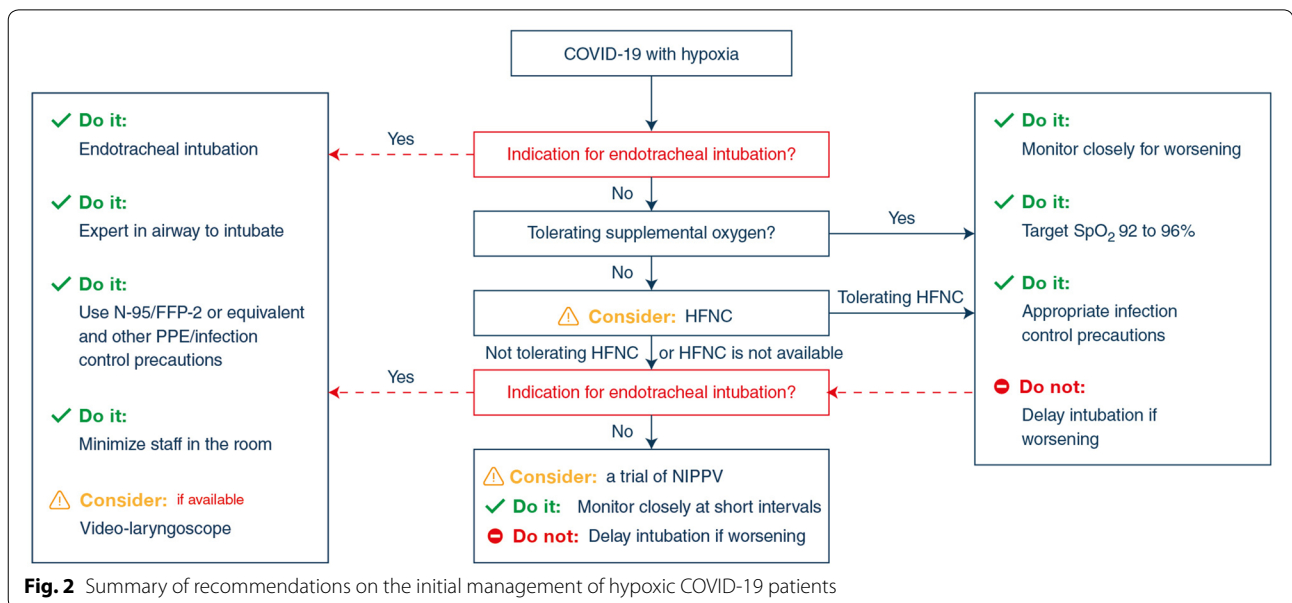 COVID-19 with hypoxia
Do it:
Endotracheal intubation
Do it:
Expert in airway to intubate
Do it:
Use N-95/FFP-2 or equivalent
and other PPE/infection
control precautions
Do it:
Minimize staff in the room
Consider: if available
Video-laryngoscope
Yes
Indication for endotracheal intubation?
No
Tolerating supplemental oxygen?
Yes
No
Consider: HFNC
Tolerating HFNC
Not tolerating HFNC or HFNC is not available
Yes
Indication for endotracheal intubation?
No
Consider: a trial of NIPPV
Do it: Monitor closely at short intervals
Do not: Delay intubation if worsening
Do it:
Monitor closely for worsening
Do it:
Target SpO₂ 92 to 96%
Do it:
Appropriate infection
control precautions
Do not:
Delay intubation if
worsening
Fig. 2 Summary of recommendations on the initial management of hypoxic COVID-19 patients